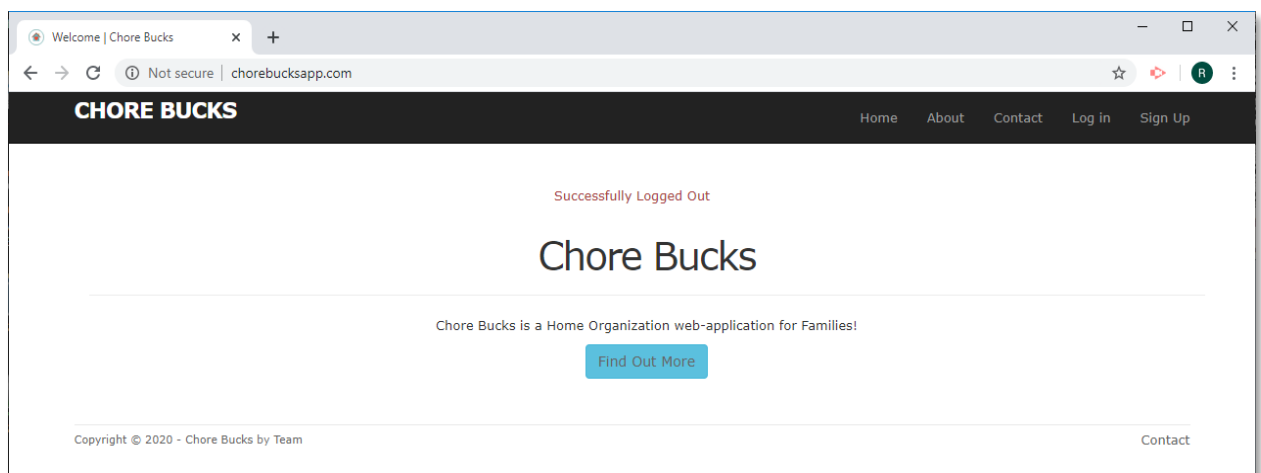 Welcome | Chore Bucks
Not secure | chorebucksapp.com
R
CHORE BUCKS
Home About Contact Log in Sign Up
Successfully Logged Out
Chore Bucks
Chore Bucks is a Home Organization web-application for Families!
Find Out More
Copyright © 2020 - Chore Bucks by Team
Contact